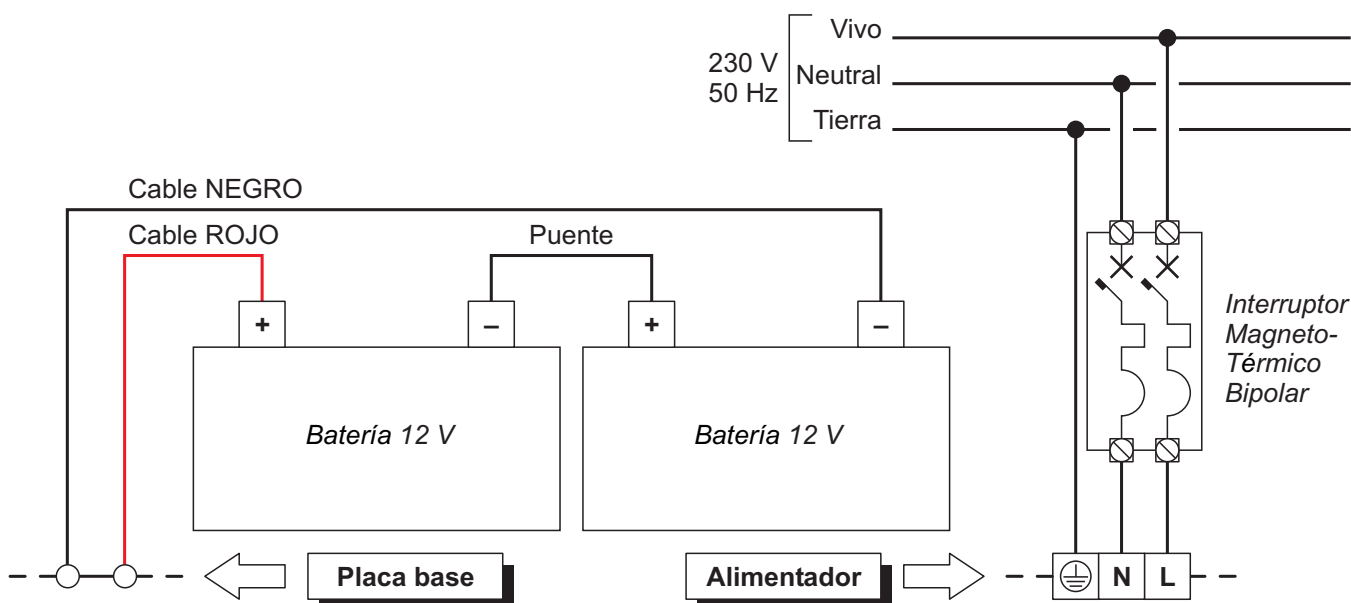 Vivo
230 V
50 Hz
Neutral
Tierra
Cable NEGRO
Cable ROJO
Puente
+
–
+
–
Interruptor
Magneto-
Térmico
Bipolar
Batería 12 V
Batería 12 V
Placa base
Alimentador
N
L